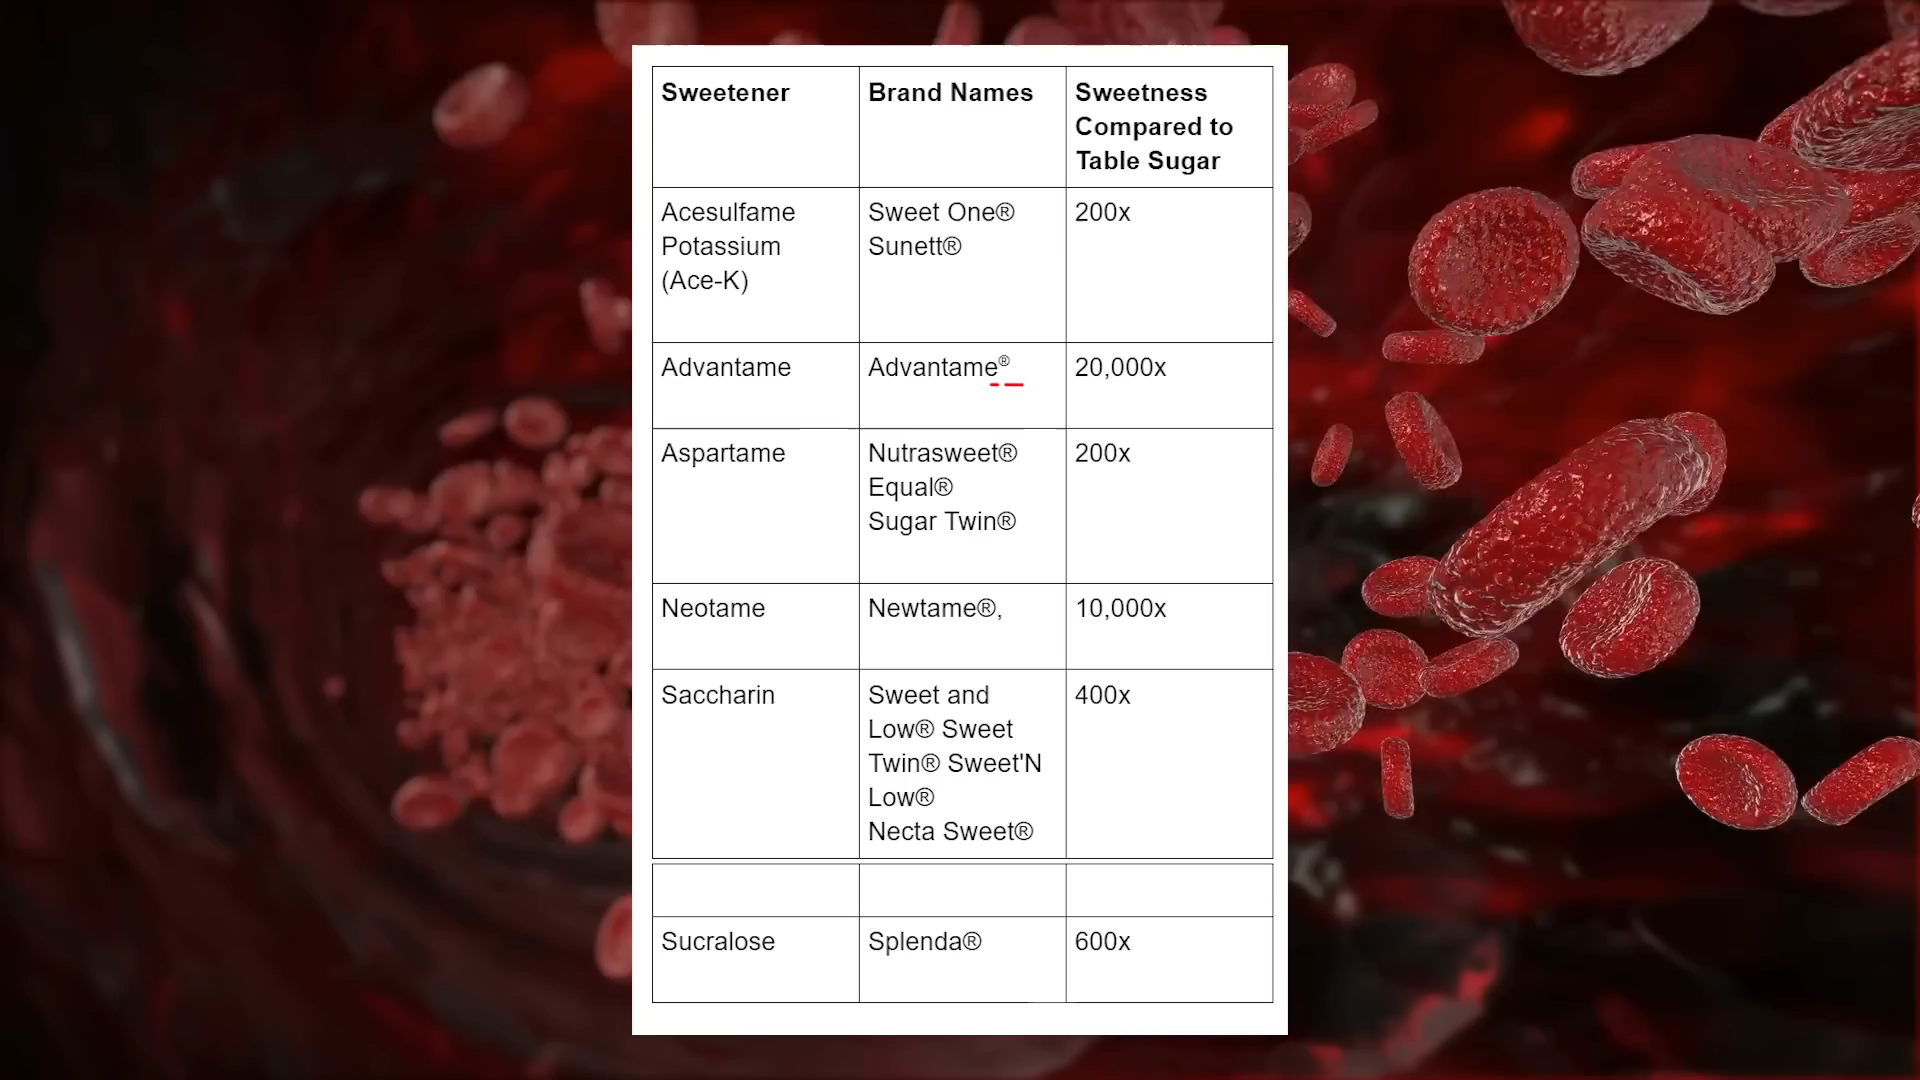 Sweetener
Brand Names
Sweetness
Compared to
Table Sugar
Acesulfame
Potassium
(Ace-K)
Sweet One®
Sunett®
200x
Advantame
Advantame®
20,000x
Aspartame
Nutrasweet®
Equal®
Sugar Twin®
200x
Neotame
Newtame®,
10,000x
Saccharin
Sweet and
Low® Sweet
Twin® Sweet'N
Low®
Necta Sweet®
400x
Sucralose
Splenda®
600x